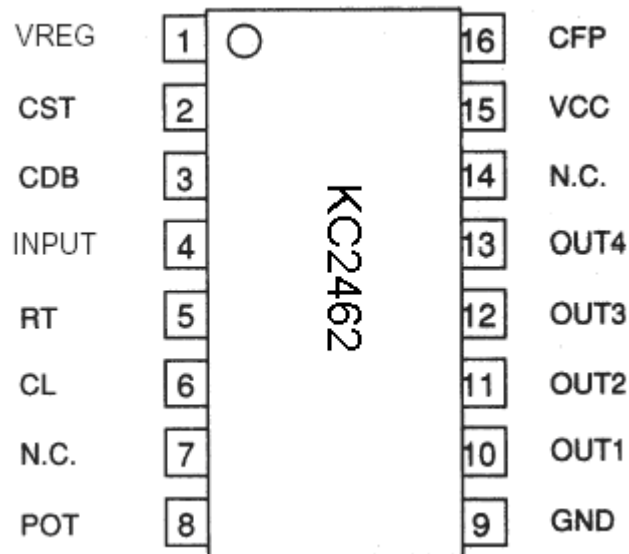 VREG 1 16 CFP
CST 2 15 VCC
CDB 3 14 N.C.
INPUT 4 13 OUT4
RT 5 12 OUT3
CL 6 11 OUT2
N.C. 7 10 OUT1
POT 8 9 GND
KC2462